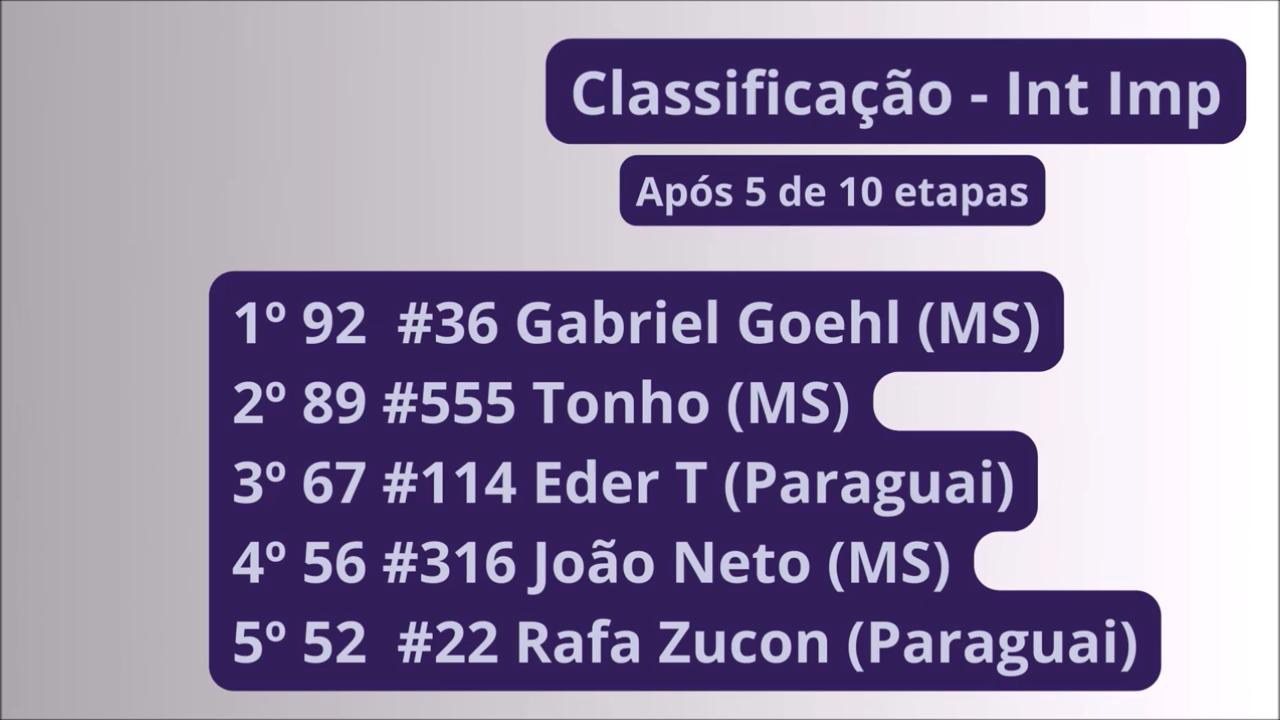 Classificação - Int Imp
Após 5 de 10 etapas
1º 92 #36 Gabriel Goehl (MS)
2º 89 #555 Tonho (MS)
3º 67 #114 Eder T (Paraguai)
4º 56 #316 João Neto (MS)
5º 52 #22 Rafa Zucon (Paraguai)